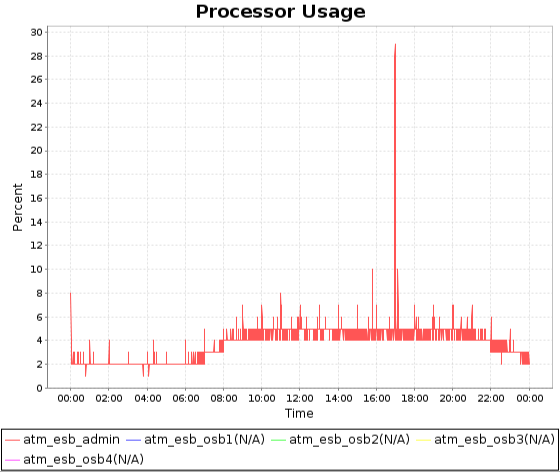 Processor Usage
30
28
26
24
22
20
18
16
14
12
10
8
6
4
2
0
Percent
00:00 02:00 04:00 06:00 08:00 10:00 12:00 14:00 16:00 18:00 20:00 22:00 00:00
Time
atm_esb_admin atm_esb_osb1(N/A) atm_esb_osb2(N/A) atm_esb_osb3(N/A)
atm_esb_osb4(N/A)